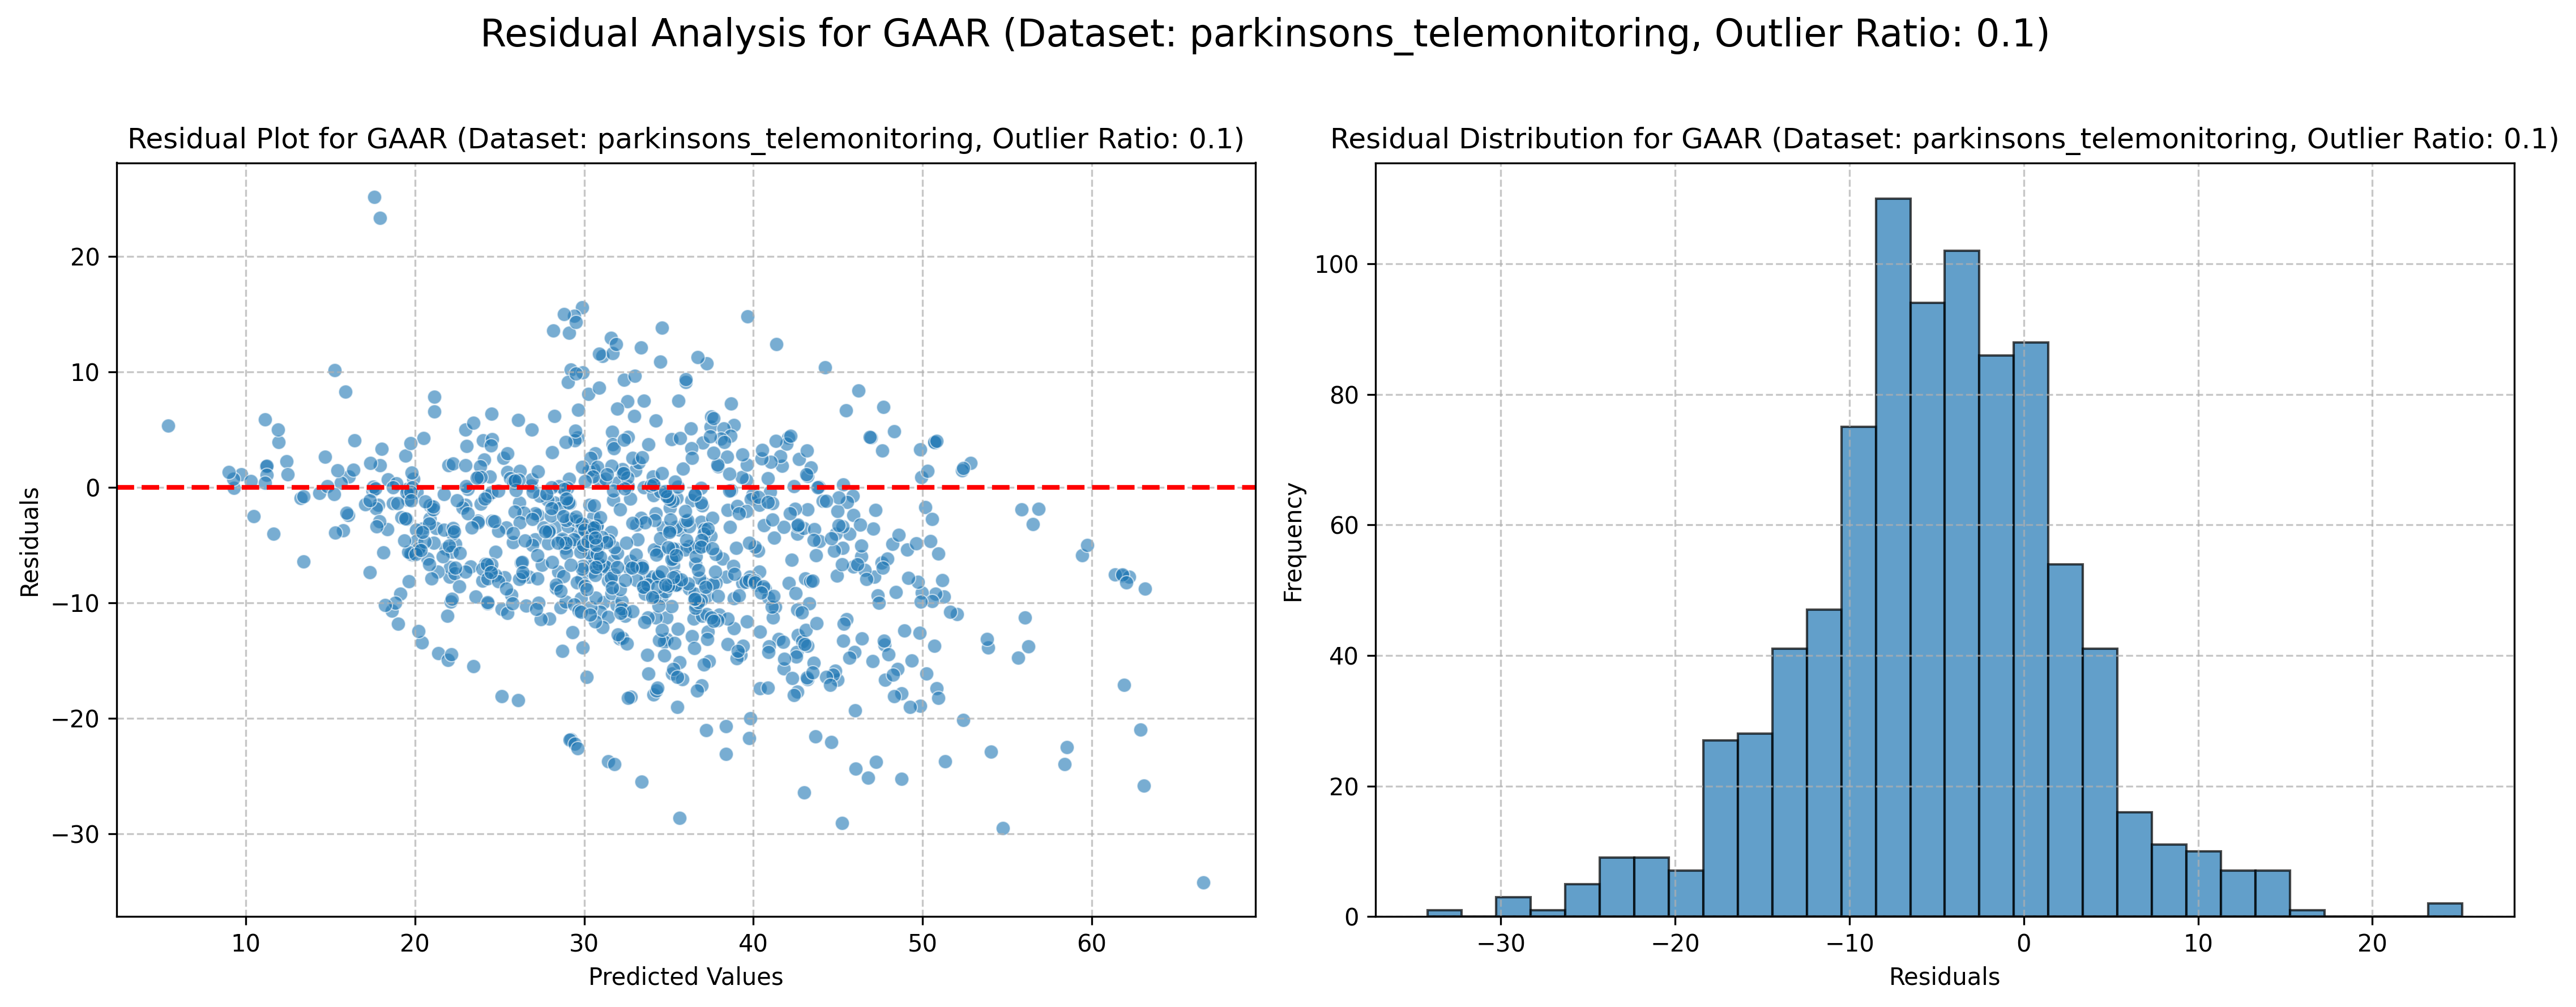 Residual Analysis for GAAR (Dataset: parkinsons_telemonitoring, Outlier Ratio: 0.1)
Residual Plot for GAAR (Dataset: parkinsons_telemonitoring, Outlier Ratio: 0.1)
20
10
0
−10
−20
−30
Residuals
10 20 30 40 50 60
Predicted Values
Residual Distribution for GAAR (Dataset: parkinsons_telemonitoring, Outlier Ratio: 0.1)
100
80
60
40
20
0
Frequency
−30 −20 −10 0 10 20
Residuals